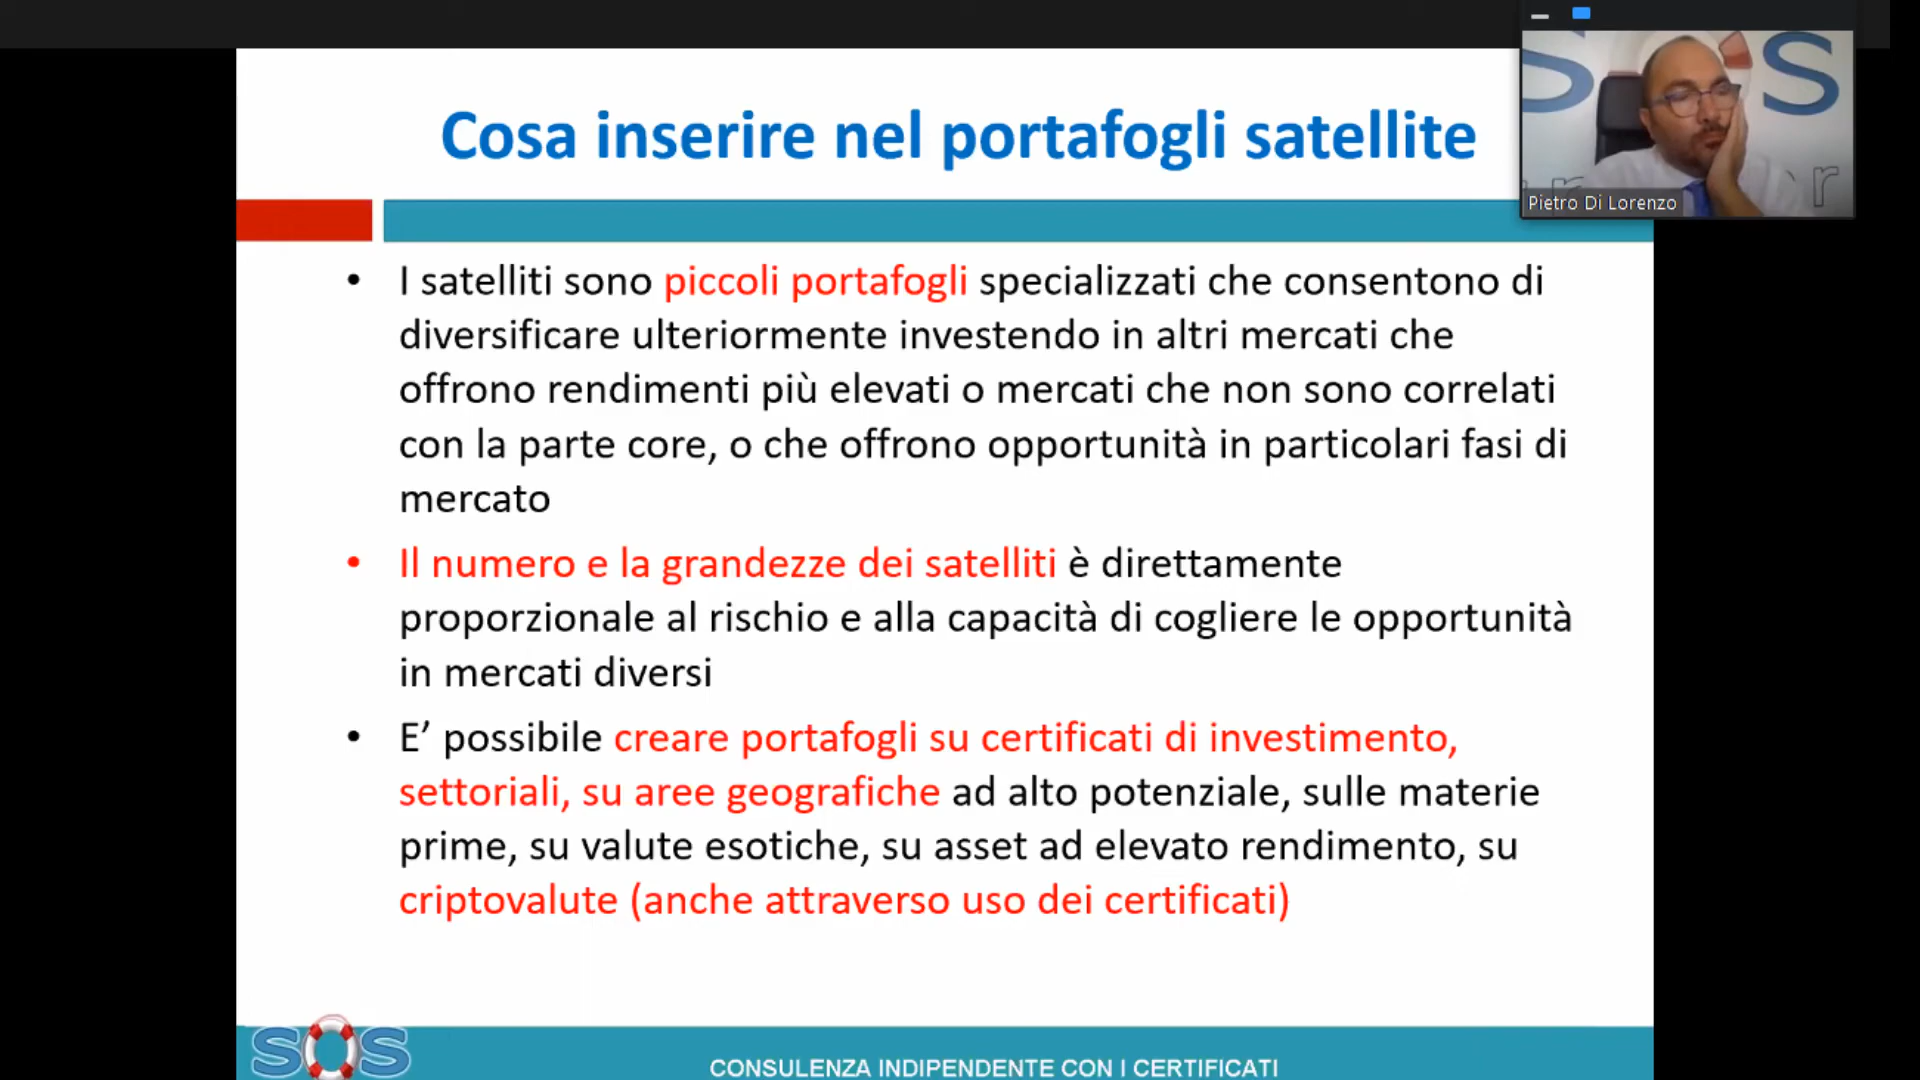 Cosa inserire nel portafogli satellite
SOS
Pietro Di Lorenzo
• I satelliti sono piccoli portafogli specializzati che consentono di
diversificare ulteriormente investendo in altri mercati che
offrono rendimenti più elevati o mercati che non sono correlati
con la parte core, o che offrono opportunità in particolari fasi di
mercato
• Il numero e la grandezze dei satelliti è direttamente
proporzionale al rischio e alla capacità di cogliere le opportunità
in mercati diversi
• E’ possibile creare portafogli su certificati di investimento,
settoriali, su aree geografiche ad alto potenziale, sulle materie
prime, su valute esotiche, su asset ad elevato rendimento, su
criptovalute (anche attraverso uso dei certificati)
SOS
CONSULENZA INDIPENDENTE CON I CERTIFICATI